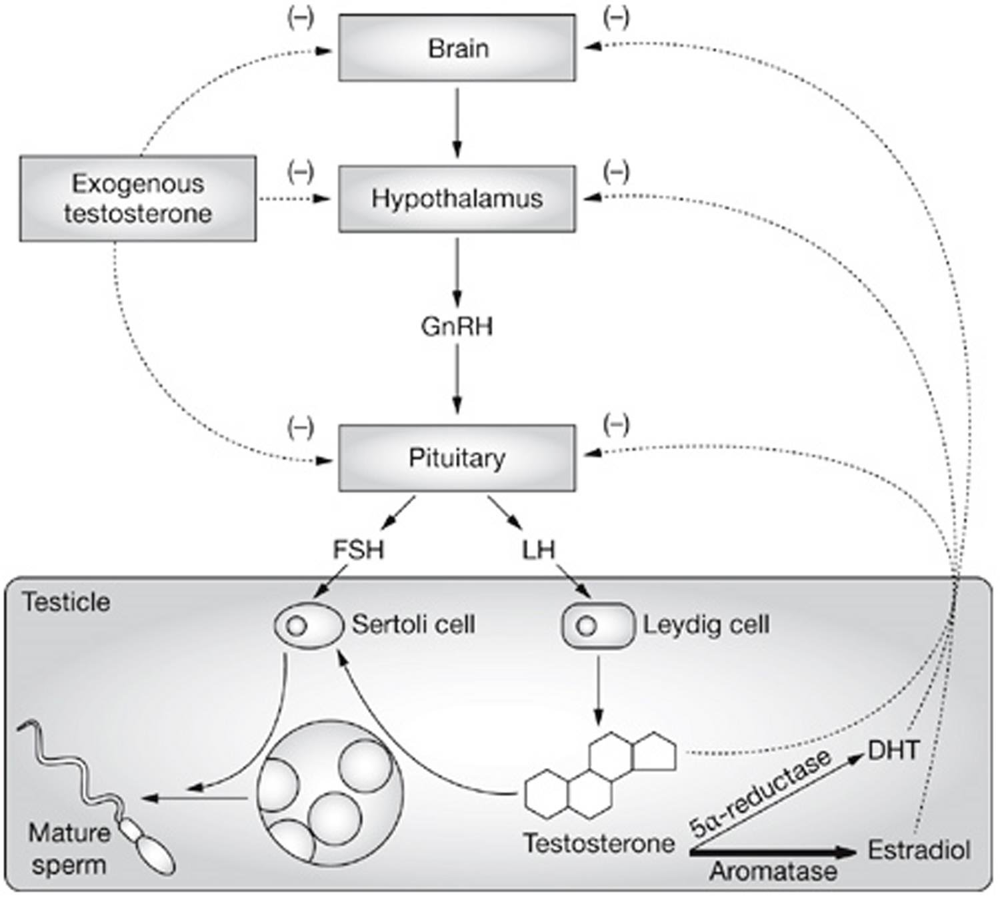 (–)
(–)
Brain
Exogenous
testosterone
(–)
(–)
Hypothalamus
GnRH
(–)
(–)
Pituitary
FSH
LH
Testicle
Sertoli cell
Leydig cell
DHT
5α-reductase
Mature
sperm
Testosterone
Estradiol
Aromatase